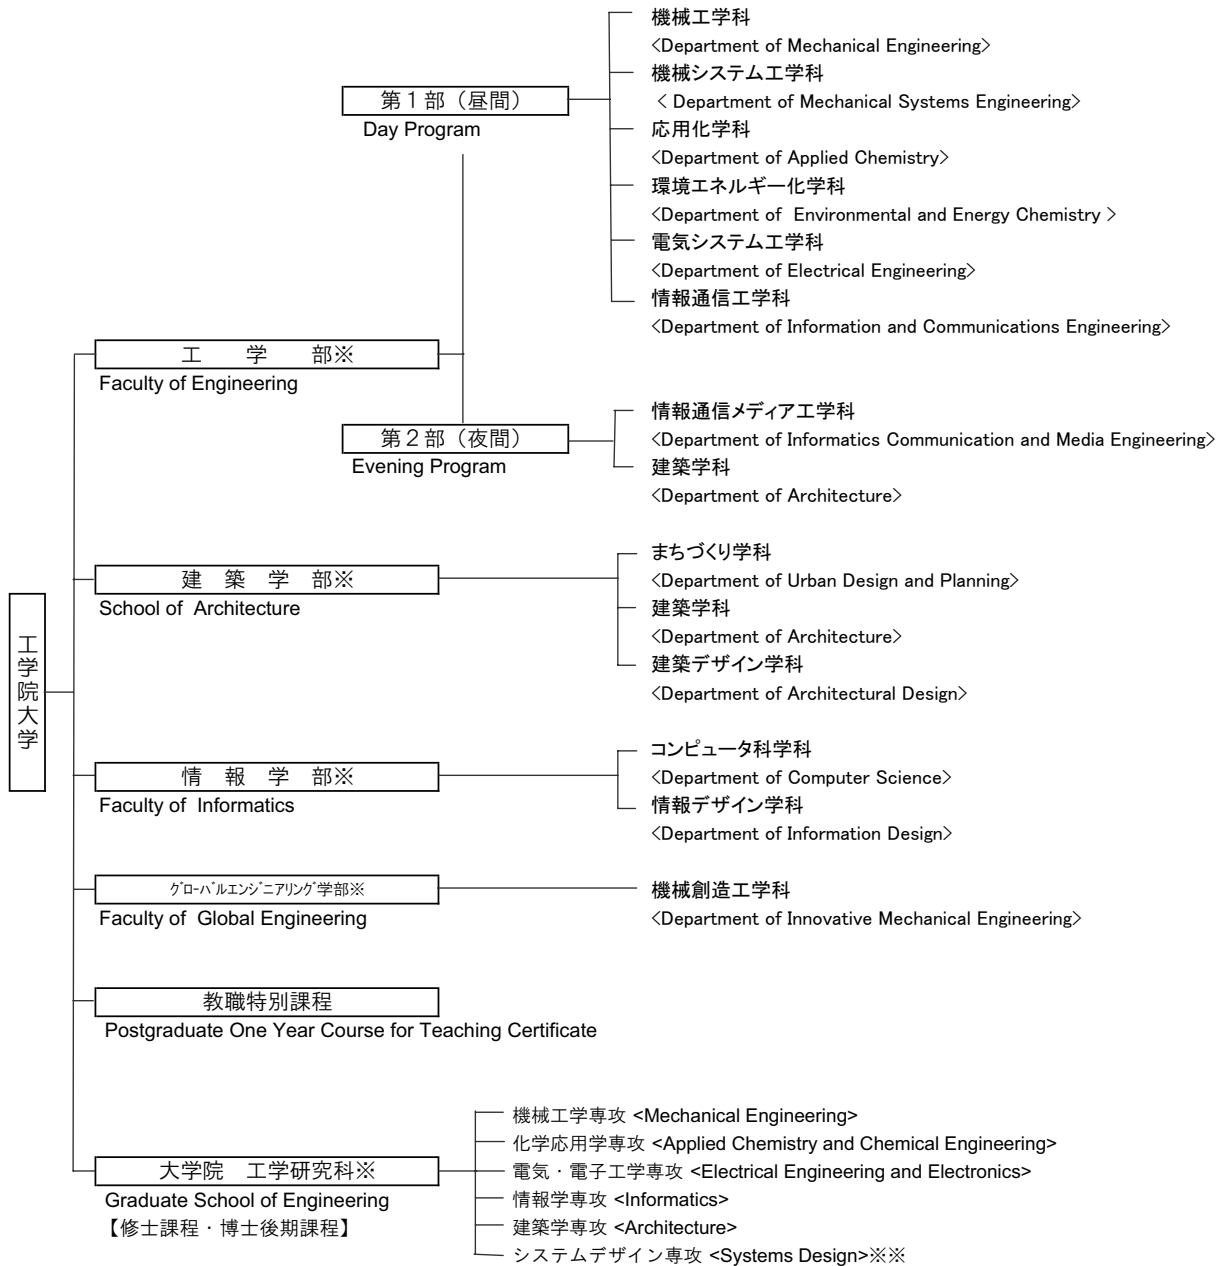 工学院大学
工　学　部※
Faculty of Engineering
第１部（昼間）
Day Program
機械工学科
<Department of Mechanical Engineering>
機械システム工学科
< Department of Mechanical Systems Engineering>
応用化学科
<Department of Applied Chemistry>
環境エネルギー化学科
<Department of Environmental and Energy Chemistry >
電気システム工学科
<Department of Electrical Engineering>
情報通信工学科
<Department of Information and Communications Engineering>
第２部（夜間）
Evening Program
情報通信メディア工学科
<Department of Informatics Communication and Media Engineering>
建築学科
<Department of Architecture>
建　築　学　部※
School of Architecture
まちづくり学科
<Department of Urban Design and Planning>
建築学科
<Department of Architecture>
建築デザイン学科
<Department of Architectural Design>
情　報　学　部※
Faculty of Informatics
コンピュータ科学科
<Department of Computer Science>
情報デザイン学科
<Department of Information Design>
ｸﾞﾛｰﾊﾞﾙエンｼﾞﾆアリンｸﾞ学部※
Faculty of Global Engineering
機械創造工学科
<Department of Innovative Mechanical Engineering>
教職特別課程
Postgraduate One Year Course for Teaching Certificate
大学院　工学研究科※
Graduate School of Engineering
【修士課程・博士後期課程】
機械工学専攻 <Mechanical Engineering>
化学応用学専攻 <Applied Chemistry and Chemical Engineering>
電気・電子工学専攻 <Electrical Engineering and Electronics>
情報学専攻 <Informatics>
建築学専攻 <Architecture>
システムデザイン専攻 <Systems Design>※※